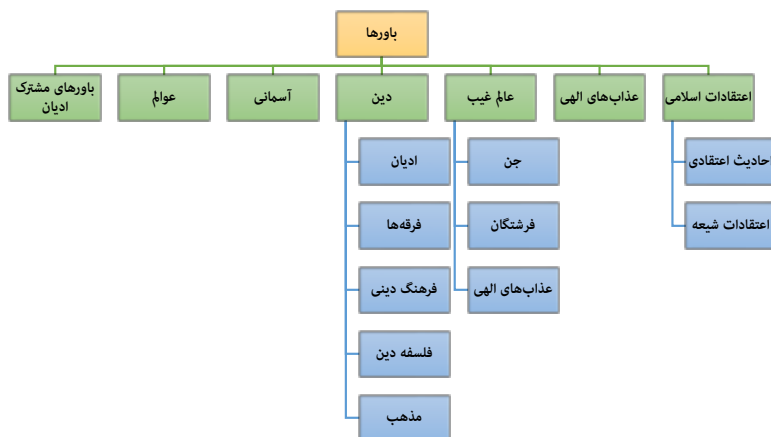 باورها
اعتقادات اسلامی
عذاب‌های الهی
عالم غیب
دین
آسمانی
عوالم
باورهای مشترک
ادیان
حادیث اعتقادی
اعتقادات شیعه
جن
فرشتگان
عذاب‌های الهی
ادیان
فرقه‌ها
فرهنگ دینی
فلسفه دین
مذهب